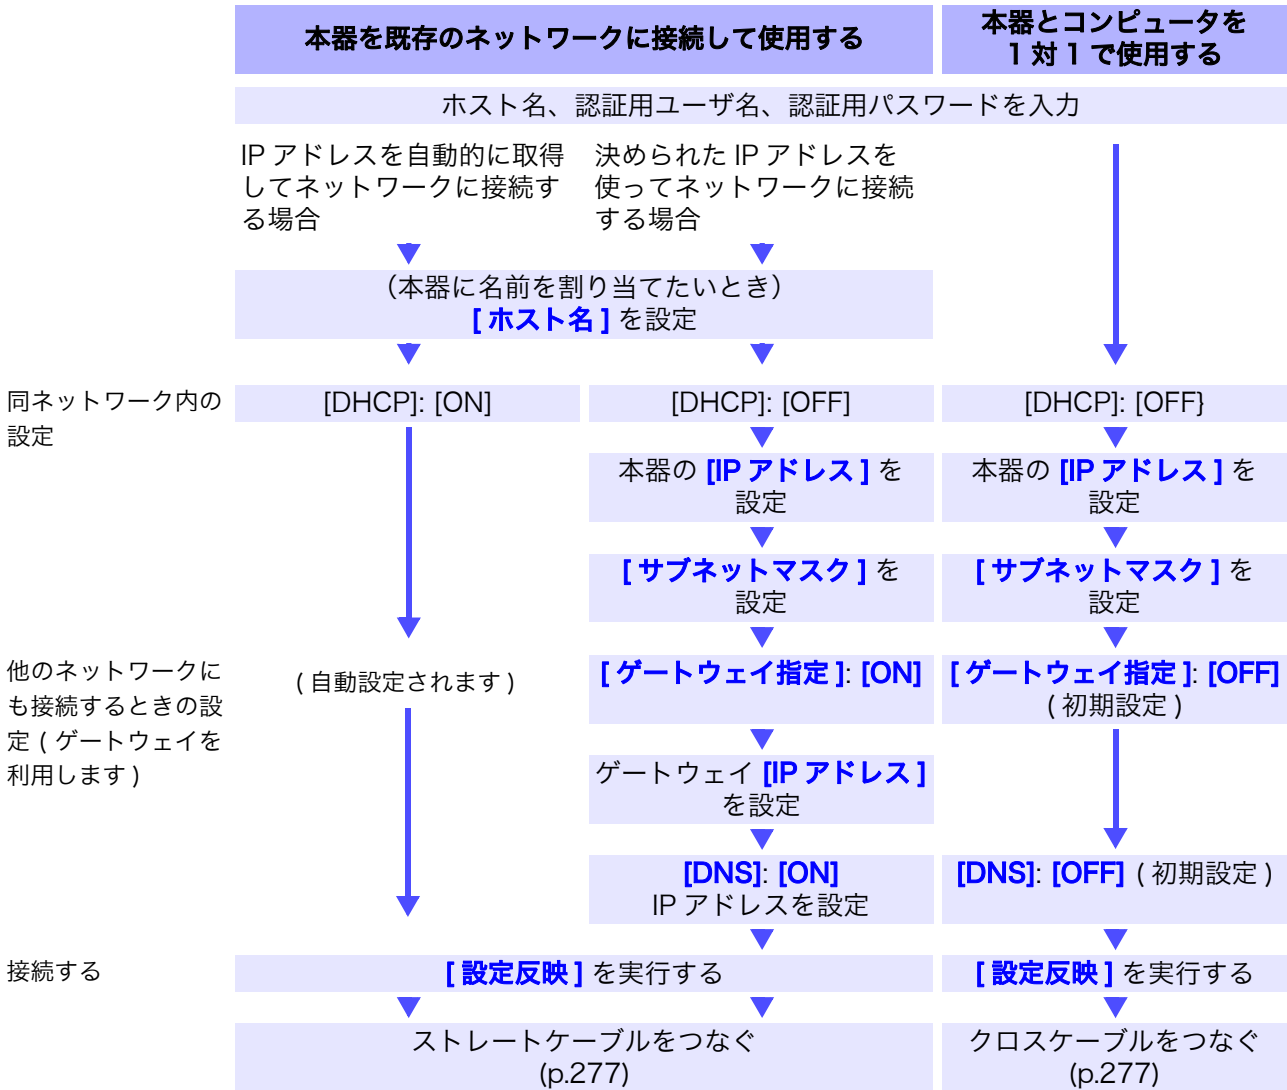 本器を既存のネットワークに接続して使用する
本器とコンピュータを
1 対 1 で使用する
ホスト名、認証用ユーザ名、認証用パスワードを入力
IP アドレスを自動的に取得
してネットワークに接続す
る場合
決められた IP アドレスを
使ってネットワークに接続
する場合
（本器に名前を割り当てたいとき）
[ ホスト名 ] を設定
同ネットワーク内の
設定
[DHCP]: [ON]
[DHCP]: [OFF]
[DHCP]: [OFF}
本器の [IP アドレス ] を
設定
本器の [IP アドレス ] を
設定
[ サブネットマスク ] を
設定
[ サブネットマスク ] を
設定
他のネットワークに
も接続するときの設
定 ( ゲートウェイを
利用します )
( 自動設定されます )
[ ゲートウェイ指定 ]: [ON]
[ ゲートウェイ指定 ]: [OFF]
( 初期設定 )
ゲートウェイ [IP アドレス ]
を設定
[DNS]: [ON]
IP アドレスを設定
[DNS]: [OFF] ( 初期設定 )
接続する
[ 設定反映 ] を実行する
[ 設定反映 ] を実行する
ストレートケーブルをつなぐ
(p.277)
クロスケーブルをつなぐ
(p.277)